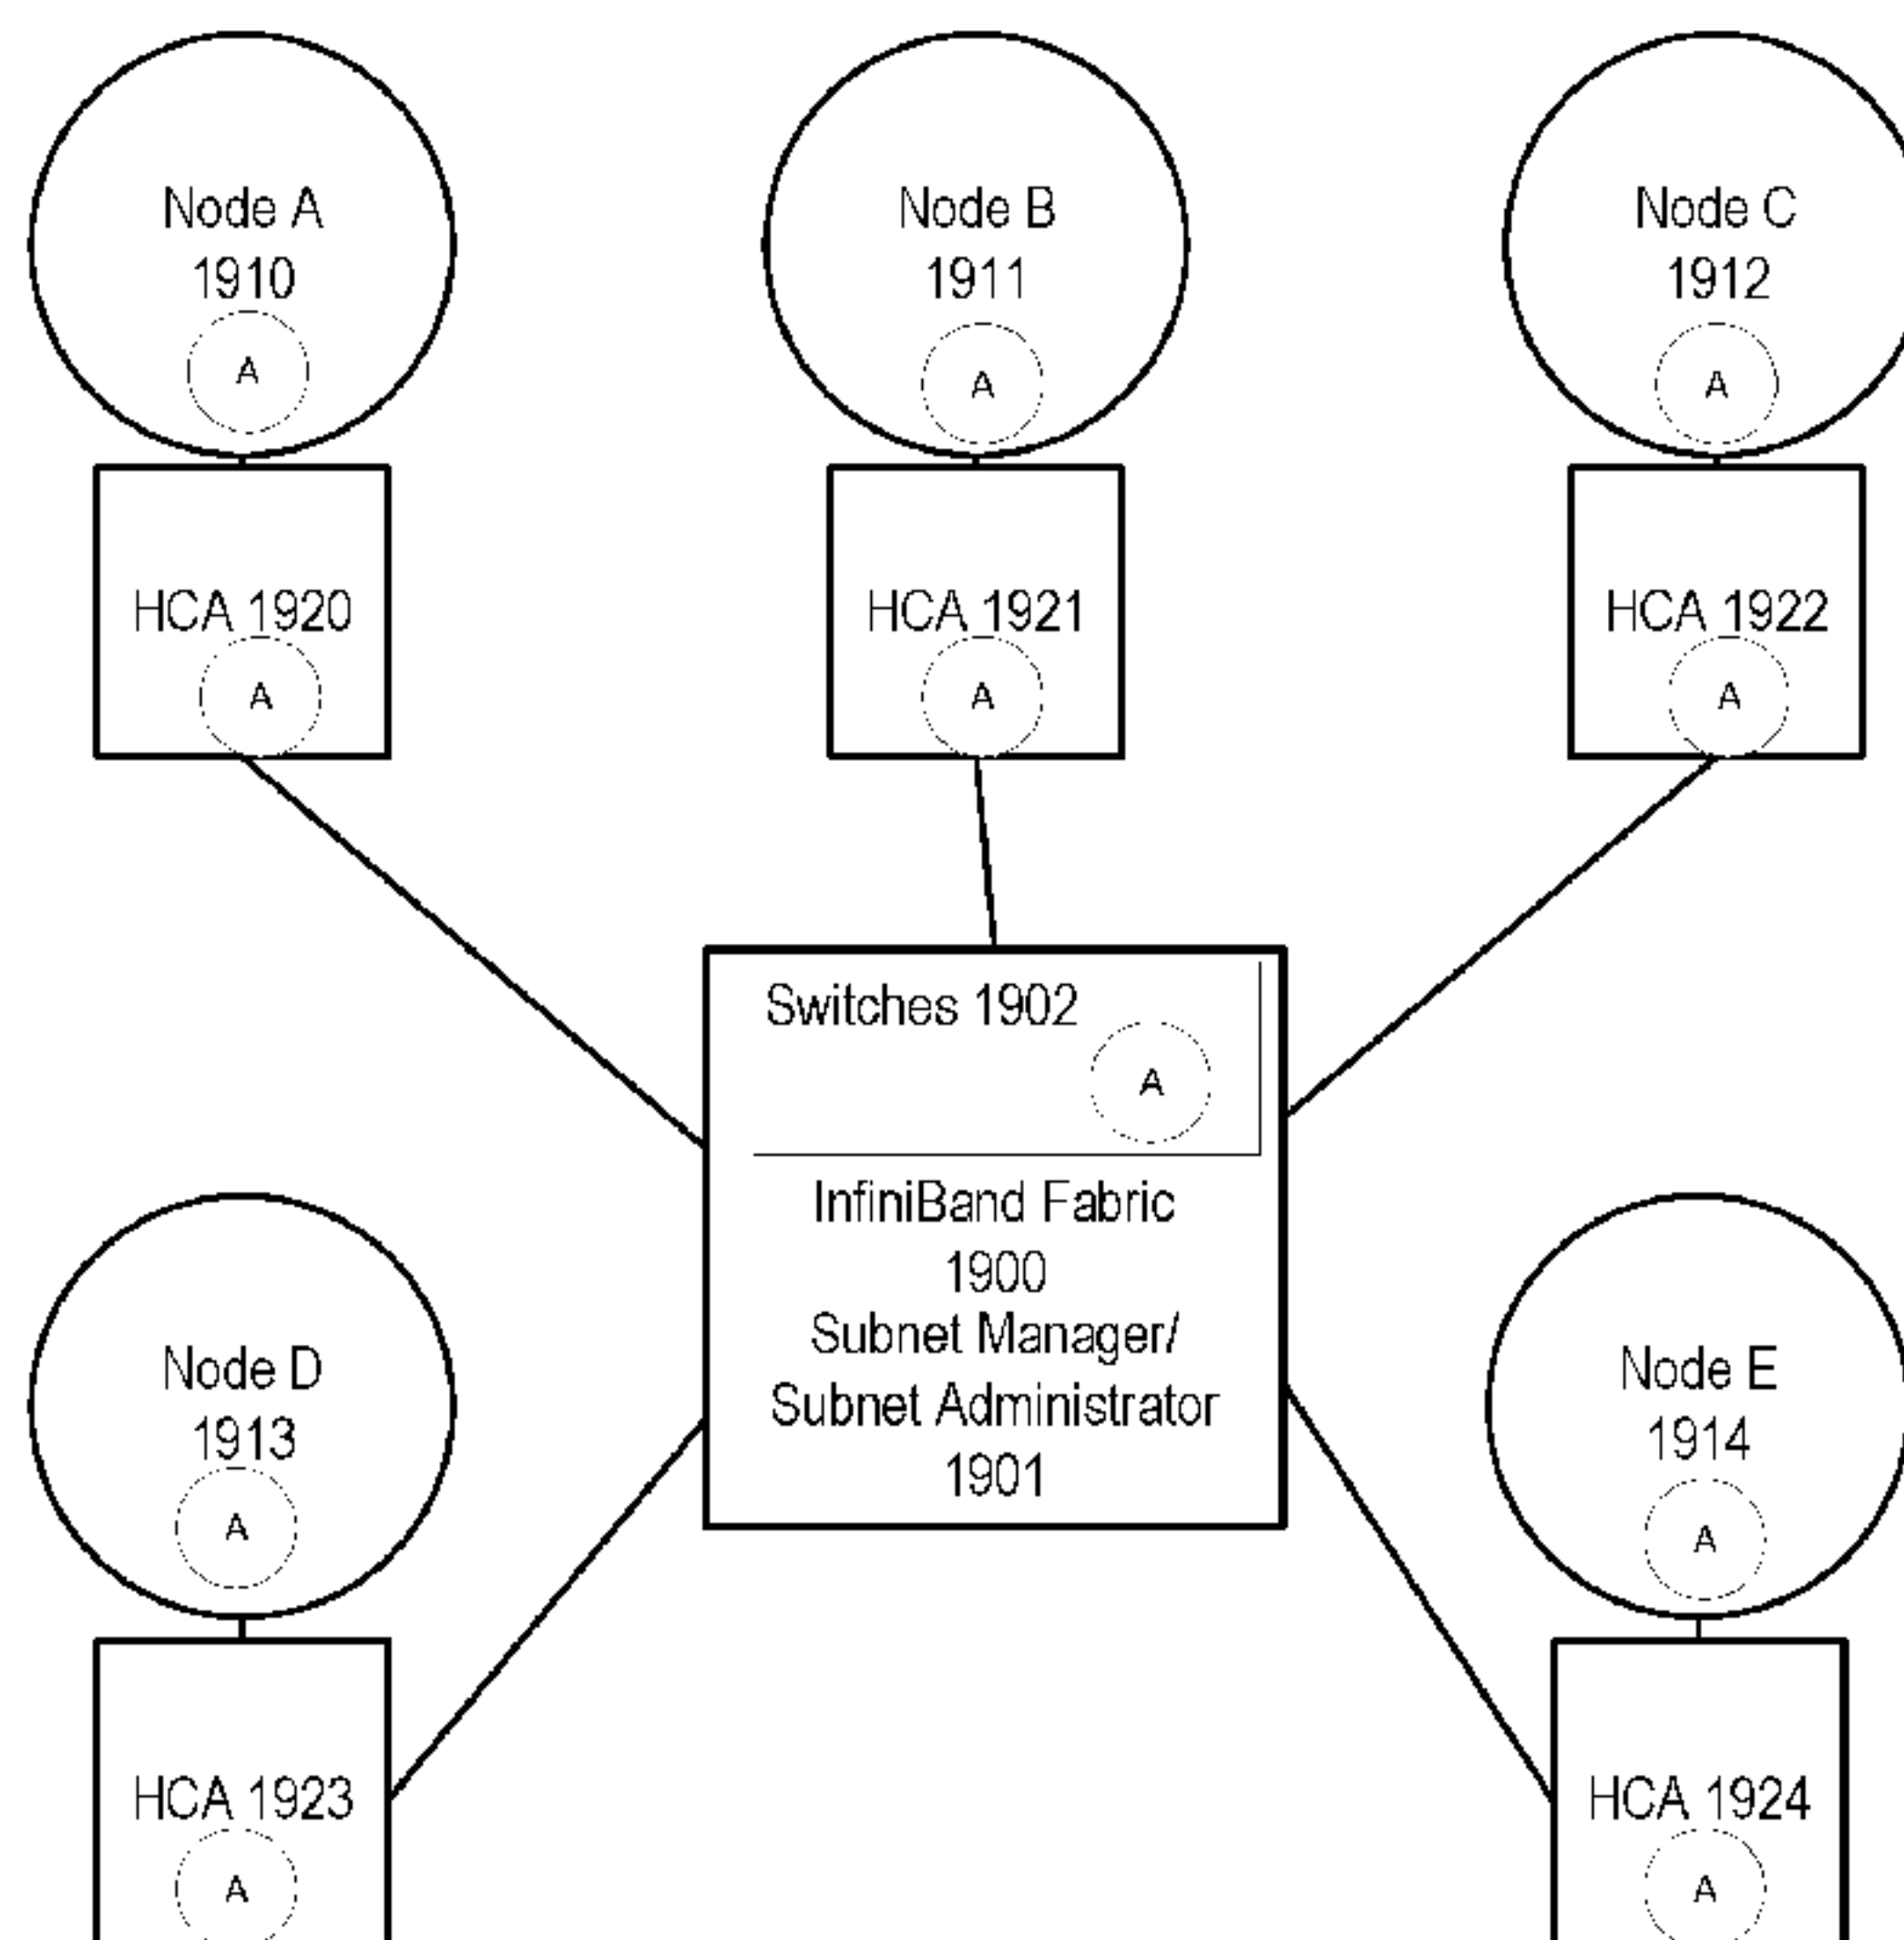 Node A
1910
A
Node B
1911
A
Node C
1912
A
HCA 1920
A
HCA 1921
A
HCA 1922
A
Switches 1902
A
InfiniBand Fabric
1900
Subnet Manager/
Subnet Administrator
1901
Node D
1913
A
Node E
1914
A
HCA 1923
A
HCA 1924
A